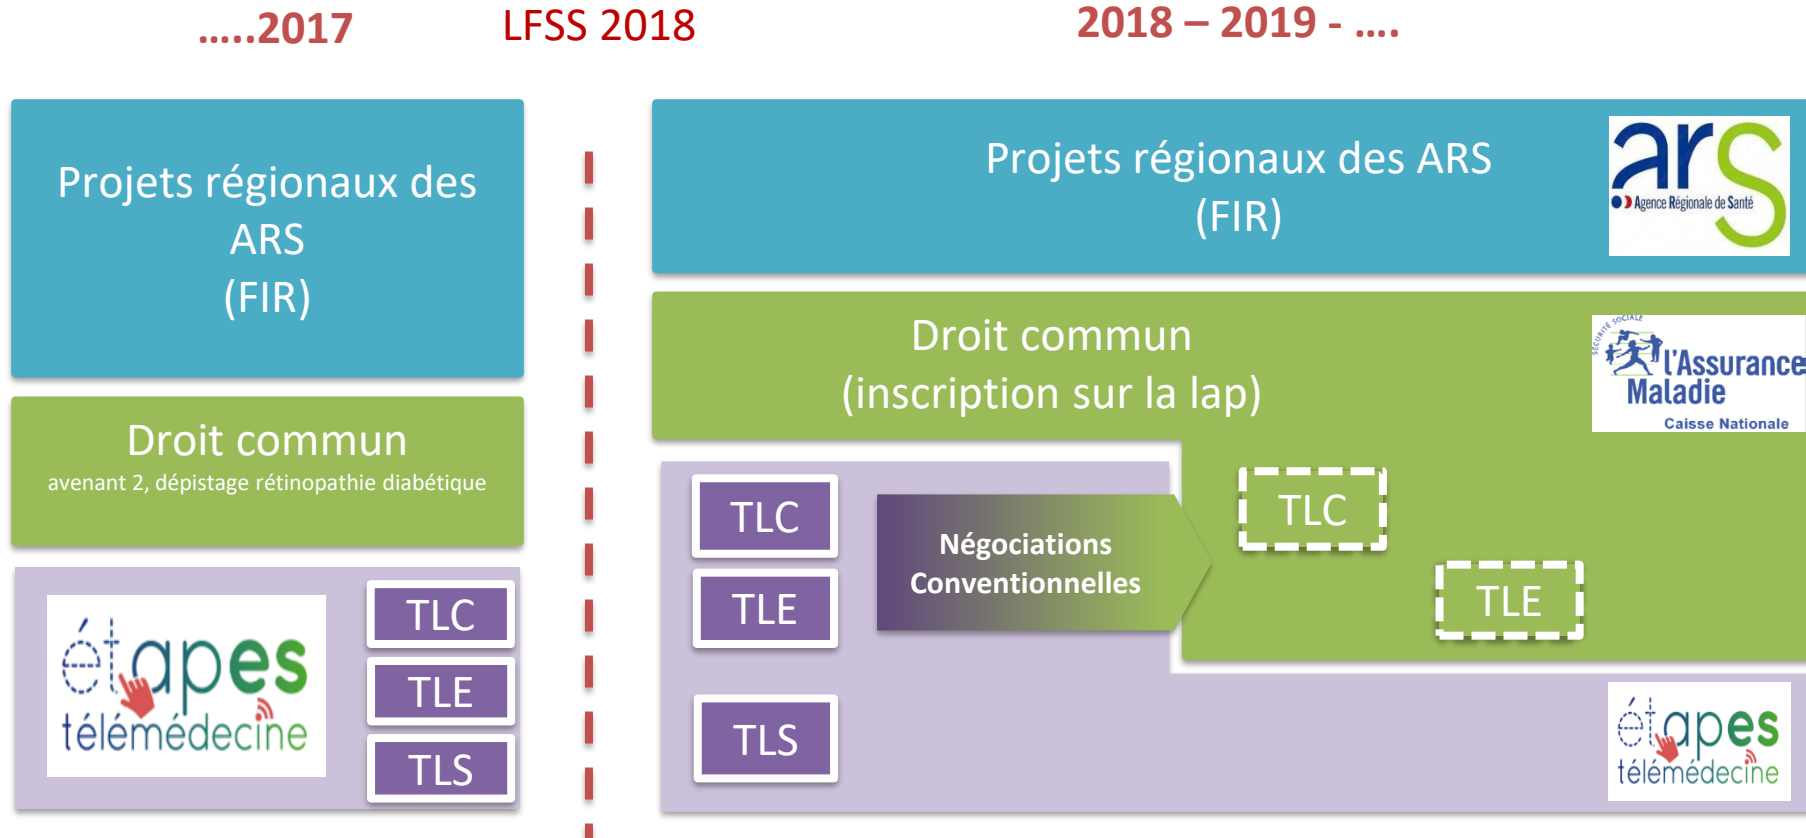 .....2017
LFSS 2018
2018 – 2019 - ....
Projets régionaux des
ARS
(FIR)
Droit commun
avenant 2, dépistage rétinopathie diabétique
étapes
télémédecine
TLC
TLE
TLS
Projets régionaux des ARS
(FIR)
ars
Agence Régionale de Santé
Droit commun
(inscription sur la lap)
SÉCURITÉ SOCIALE
l'Assurance
Maladie
Caisse Nationale
TLC
TLE
TLS
Négociations
Conventionnelles
TLC
TLE
étapes
télémédecine